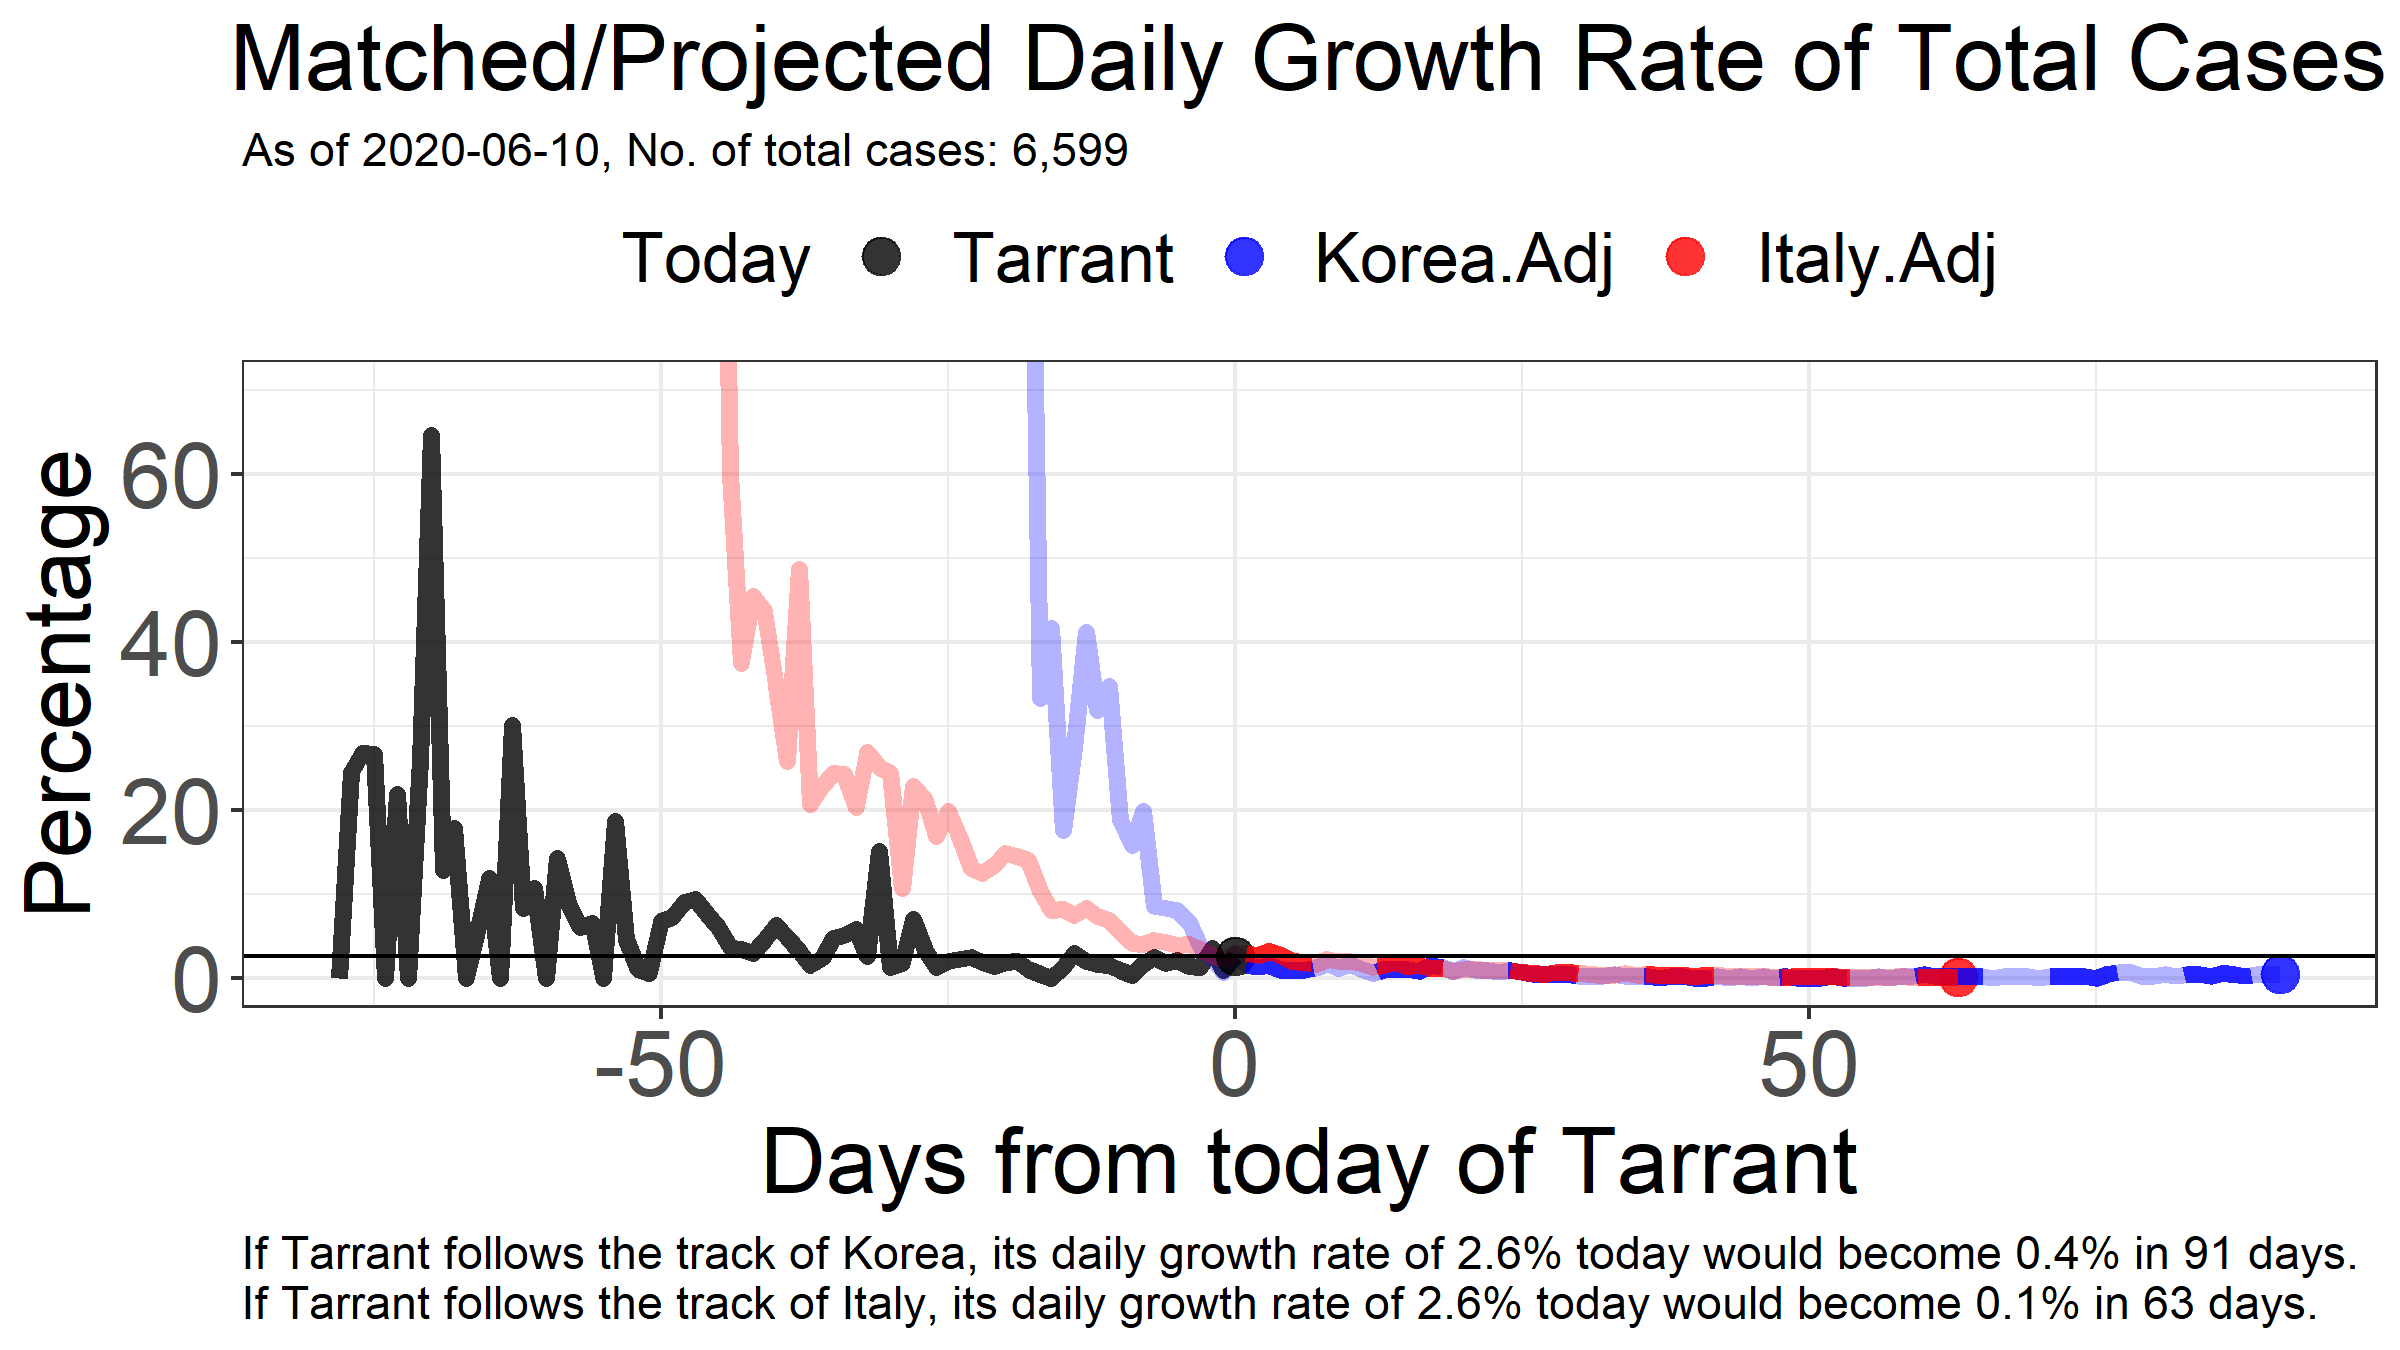 Matched/Projected Daily Growth Rate of Total Cases
As of 2020-06-10, No. of total cases: 6,599
Today Tarrant Korea.Adj Italy.Adj
Percentage
60
40
20
0
-50 0 50
Days from today of Tarrant
If Tarrant follows the track of Korea, its daily growth rate of 2.6% today would become 0.4% in 91 days.
If Tarrant follows the track of Italy, its daily growth rate of 2.6% today would become 0.1% in 63 days.